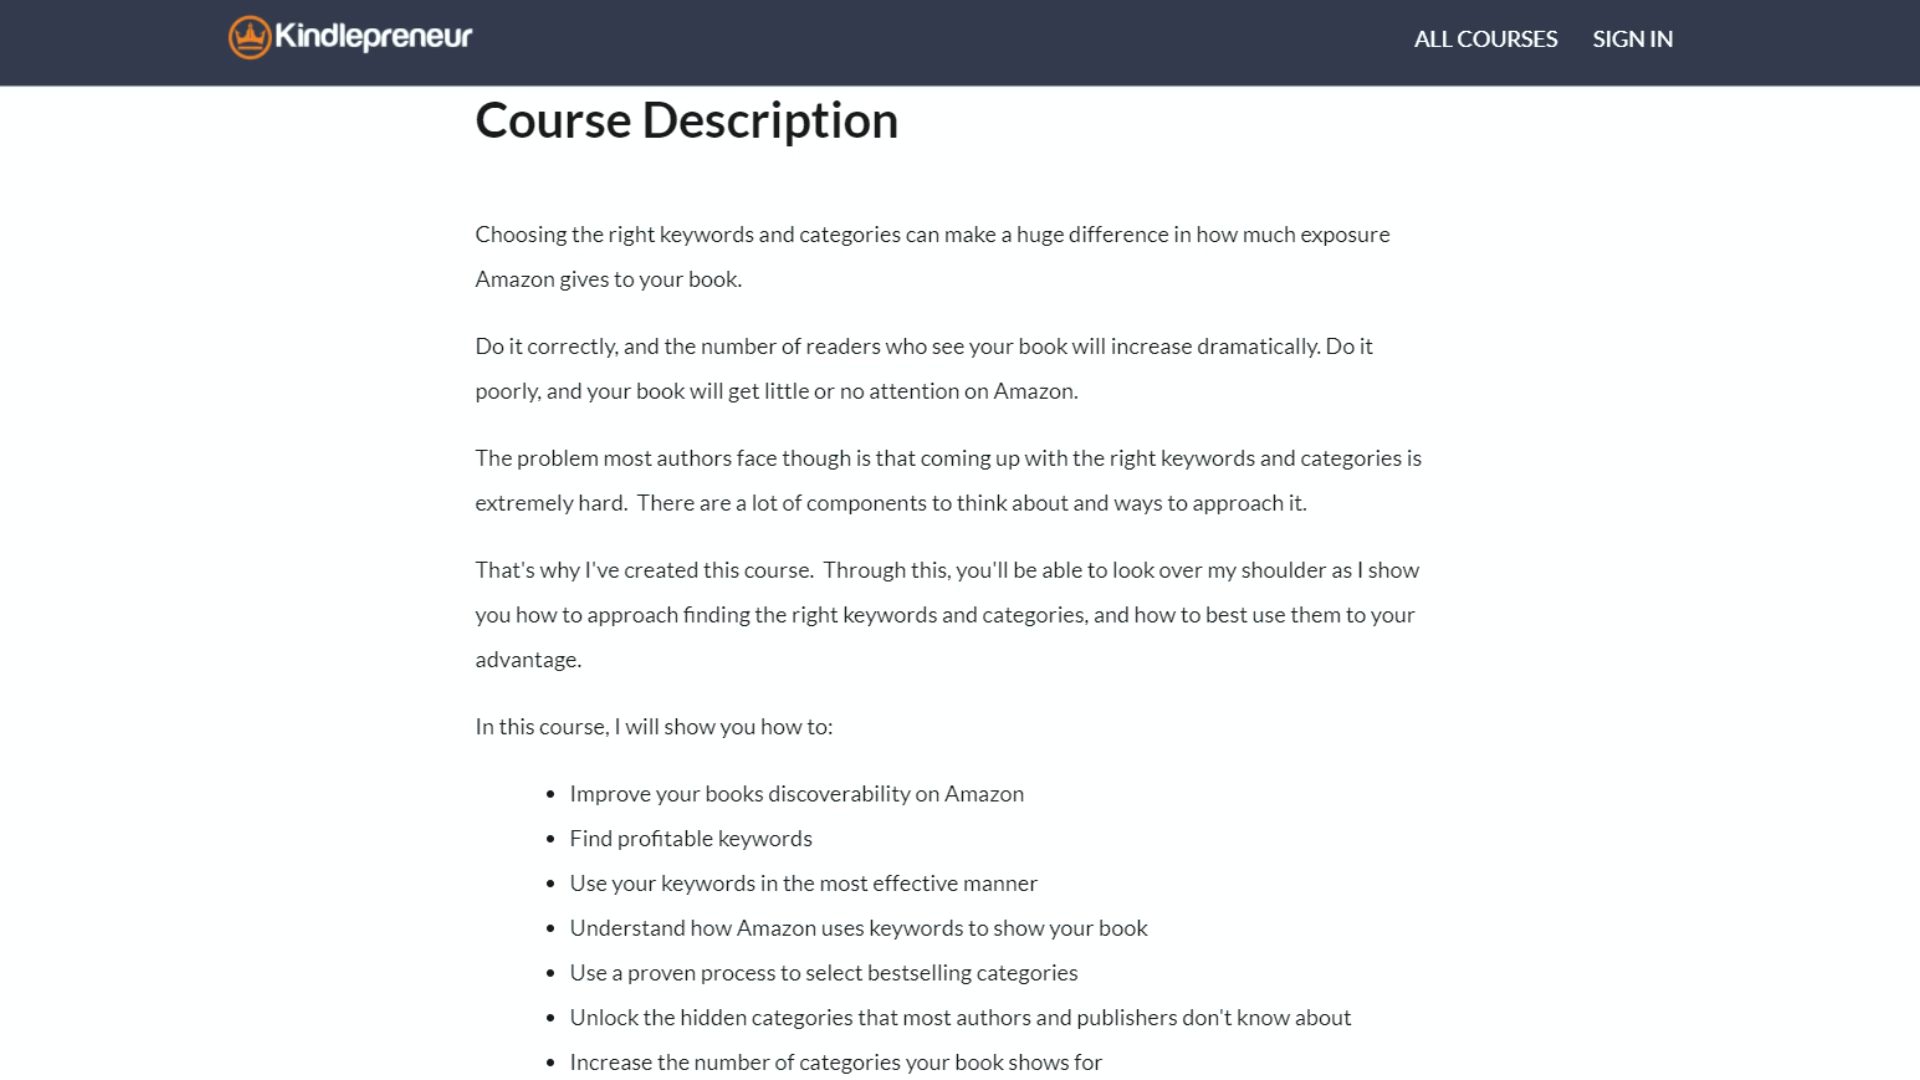 Kindlepreneur
ALL COURSES
SIGN IN
Course Description
Choosing the right keywords and categories can make a huge difference in how much exposure
Amazon gives to your book.
Do it correctly, and the number of readers who see your book will increase dramatically. Do it
poorly, and your book will get little or no attention on Amazon.
The problem most authors face though is that coming up with the right keywords and categories is
extremely hard.  There are a lot of components to think about and ways to approach it.
That's why I've created this course.  Through this, you'll be able to look over my shoulder as I show
you how to approach finding the right keywords and categories, and how to best use them to your
advantage.
In this course, I will show you how to:
• Improve your books discoverability on Amazon
• Find profitable keywords
• Use your keywords in the most effective manner
• Understand how Amazon uses keywords to show your book
• Use a proven process to select bestselling categories
• Unlock the hidden categories that most authors and publishers don't know about
• Increase the number of categories your book shows for